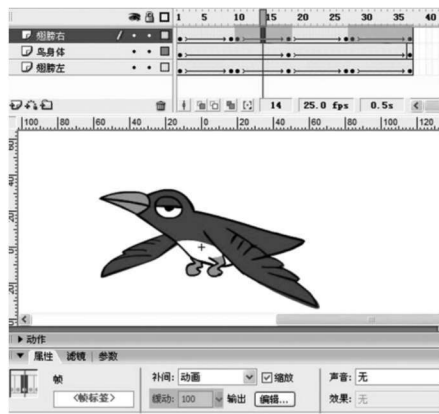 1 5 10 15 20 25 30 35 40
翅膀右
鸟身体
翅膀左
14 25.0 fps 0.5s
100 80 60 40 20 0 20 40 60 80 100 120
动作
属性 滤镜 参数
帧 补间: 动画 缩放 声音: 无
<帧标签> 缓动: 100 输出 编辑... 效果: 无